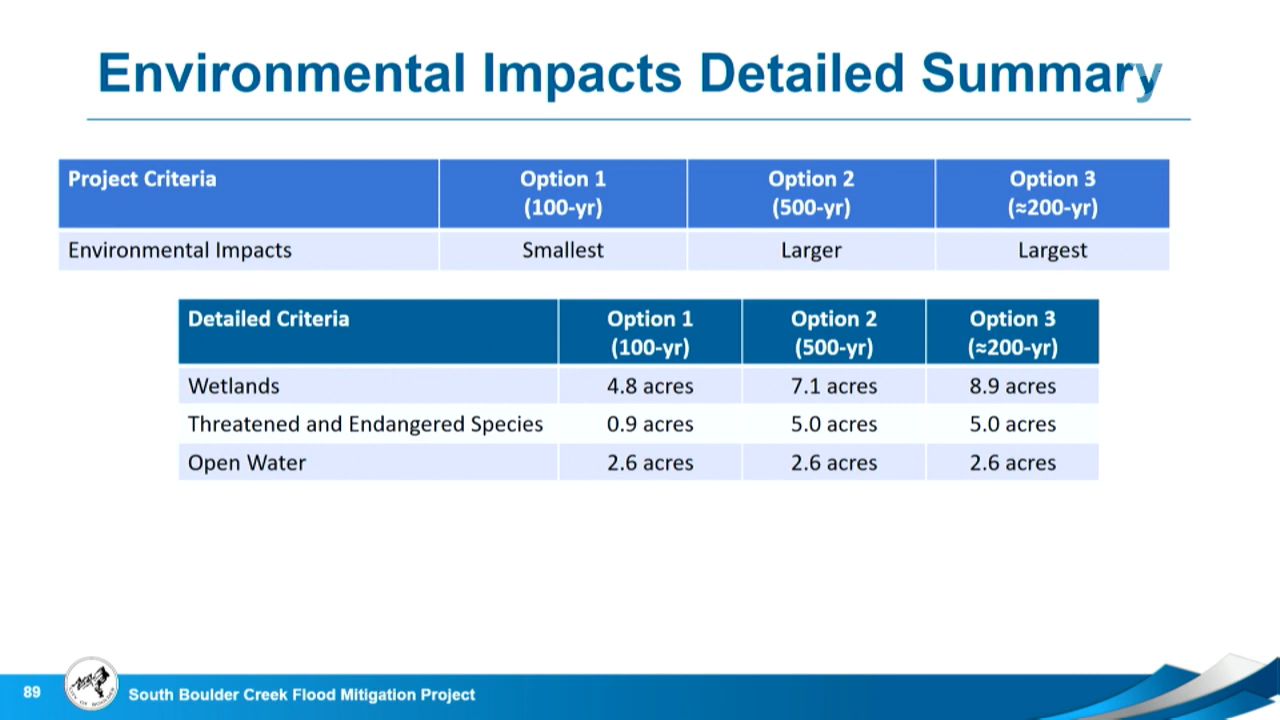 Environmental Impacts Detailed Summary
Project Criteria Option 1 Option 2 Option 3
(100-yr) (500-yr) (≈200-yr)
Environmental Impacts Smallest Larger Largest
Detailed Criteria Option 1 Option 2 Option 3
(100-yr) (500-yr) (≈200-yr)
Wetlands 4.8 acres 7.1 acres 8.9 acres
Threatened and Endangered Species 0.9 acres 5.0 acres 5.0 acres
Open Water 2.6 acres 2.6 acres 2.6 acres
89 South Boulder Creek Flood Mitigation Project